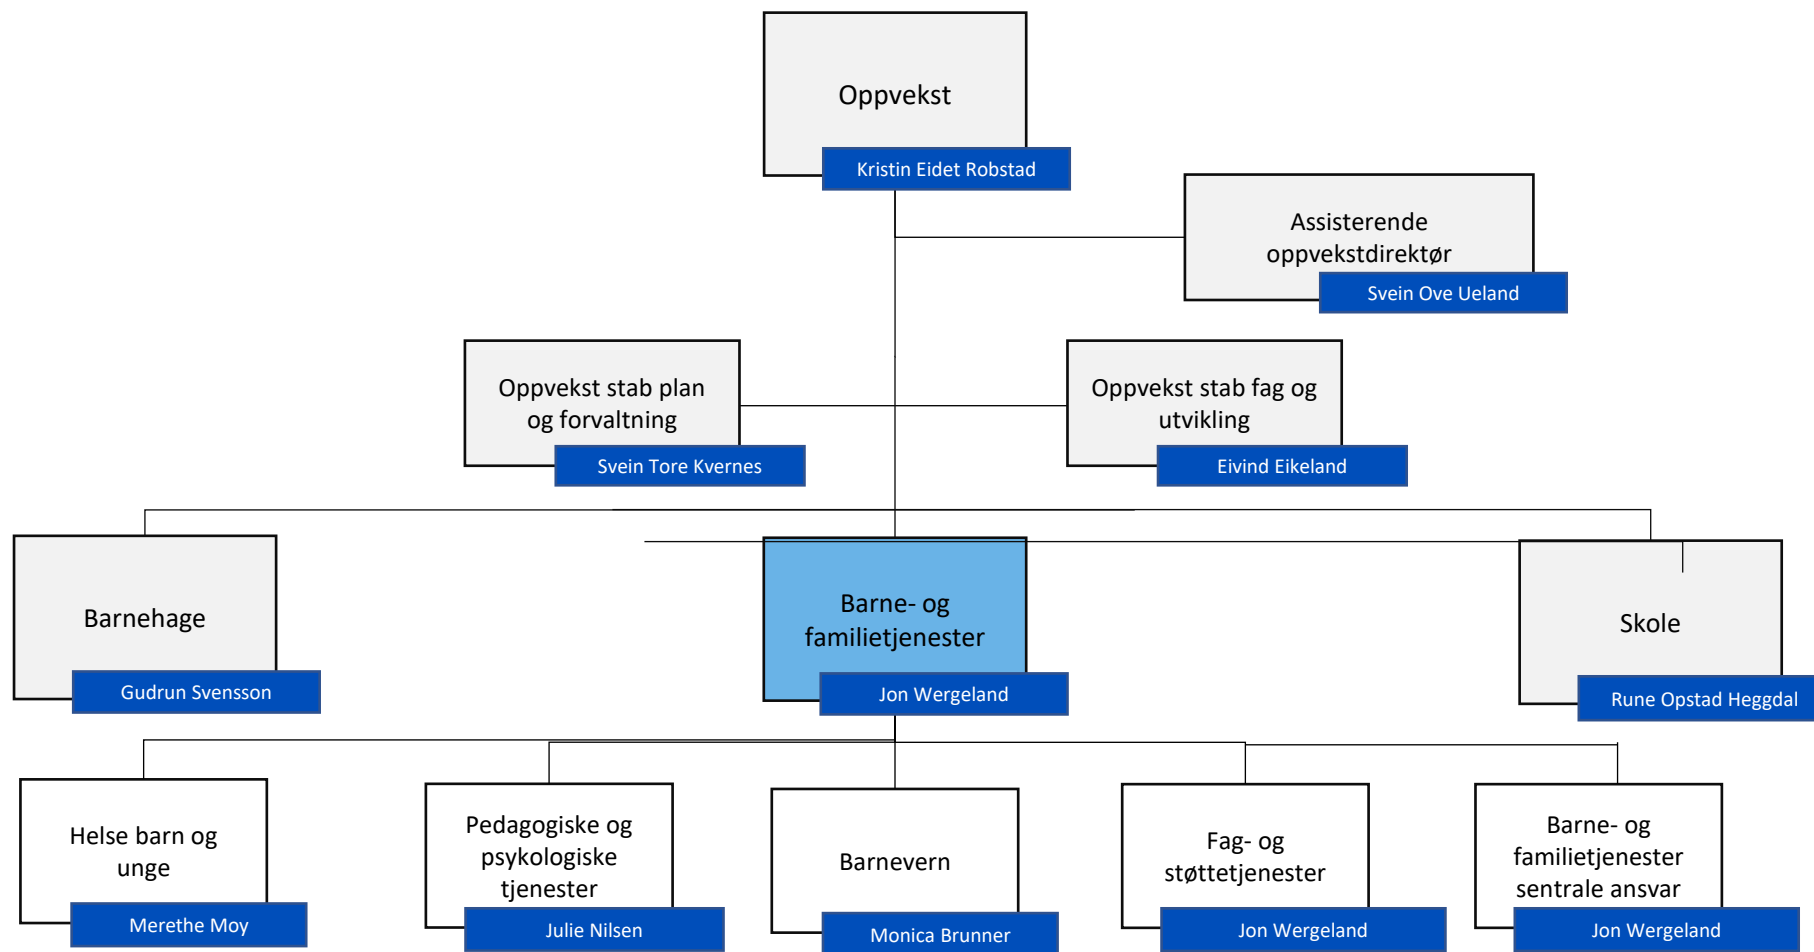 Oppvekst
Kristin Eidet Robstad
Assisterende
oppvekstdirektør
Svein Ove Ueland
Oppvekst stab plan
og forvaltning
Svein Tore Kvernes
Oppvekst stab fag og
utvikling
Eivind Eikeland
Barnehage
Gudrun Svensson
Barne- og
familietjenester
Jon Wergeland
Skole
Rune Opstad Heggdal
Helse barn og
unge
Merethe Moy
Pedagogiske og
psykologiske
tjenester
Julie Nilsen
Barnevern
Monica Brunner
Fag- og
støttetjenester
Jon Wergeland
Barne- og
familietjenester
sentrale ansvar
Jon Wergeland